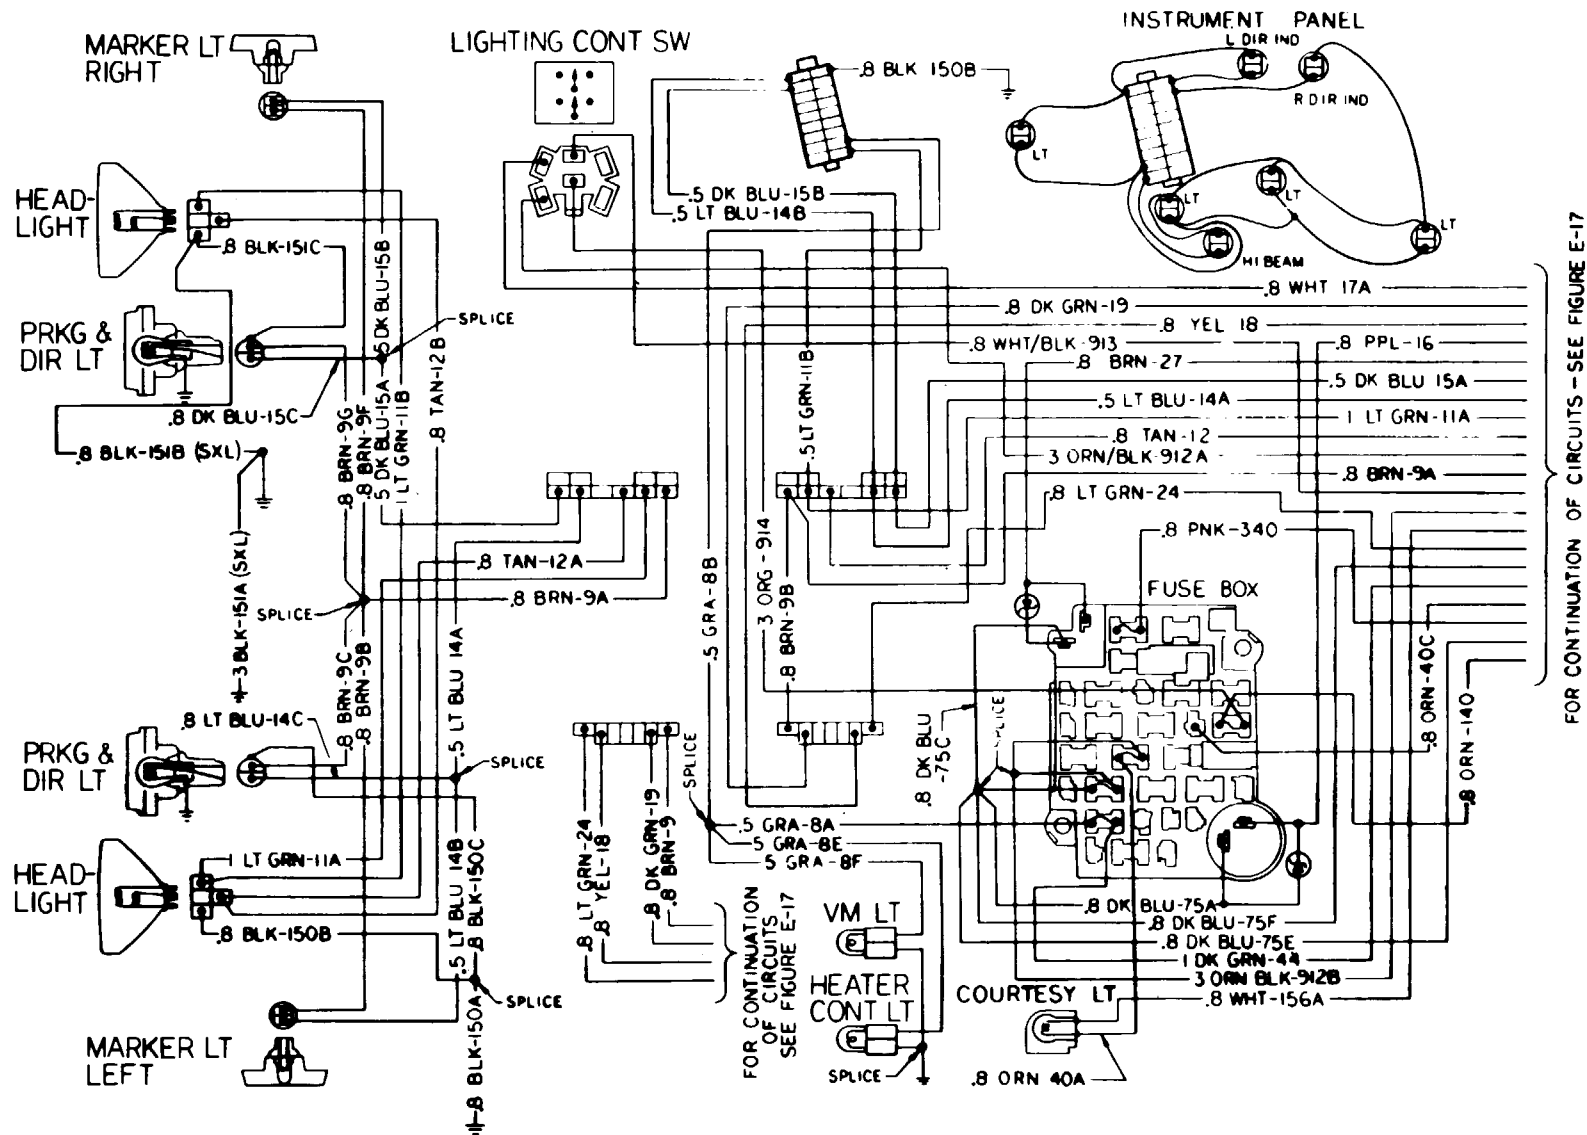 INSTRUMENT PANEL
MARKER LT
RIGHT
LIGHTING CONT SW
.8 BLK 150B
L DIR IND
R DIR IND
LT
LT
LT
LT
HI BEAM
HEAD-
LIGHT
.8 BLK-151C
.5 DK BLU-15B
.5 LT BLU-14B
.5 DK BLU-15B
SPLICE
PRKG &
DIR LT
.8 DK BLU-15C
.8 BLK-151B (SXL)
3 BLK-151A (SXL)
.8 BRN-9G
.8 BRN-9F
.5 DK BLU-15A
1 LT GRN-11B
.8 TAN-12B
.8 WHT 17A
.8 DK GRN-19
.8 YEL 18
.8 WHT/BLK-913
.8 PPL-16
.8 BRN-27
.5 DK BLU 15A
.5 LT BLU-14A
1 LT GRN-11A
.8 TAN-12
3 ORN/BLK-912A
.8 BRN-9A
.8 LT GRN-24
.8 PNK-340
.5 LT GRN-11B
FOR CONTINUATION OF CIRCUITS-SEE FIGURE E-17
.8 TAN-12A
.8 BRN-9A
SPLICE
.5 GRA-8B
3 ORG-914
.8 BRN-9B
FUSE BOX
.8 BRN-9C
.8 BRN-9B
.5 LT BLU 14A
.8 LT BLU-14C
PRKG &
DIR LT
SPLICE
SPLICE
.8 DK BLU
-75C
SPLICE
.8 ORN-40C
.8 ORN-140
.8 LT GRN-24
.8 YEL-18
.8 DK GRN-19
.8 BRN-9
.5 GRA-8A
.5 GRA-8E
.5 GRA-8F
HEAD-
LIGHT
1 LT GRN-11A
.8 BLK-150B
.5 LT BLU 14B
.8 BLK-150C
SPLICE
.8 BLK-150A
MARKER LT
LEFT
FOR CONTINUATION
OF CIRCUITS
SEE FIGURE E-17
VM LT
HEATER
CONT LT
SPLICE
COURTESY LT
.8 DK BLU-75A
.8 DK BLU-75F
.8 DK BLU-75E
1 DK GRN-44
3 ORN BLK-912B
.8 WHT-156A
.8 ORN 40A